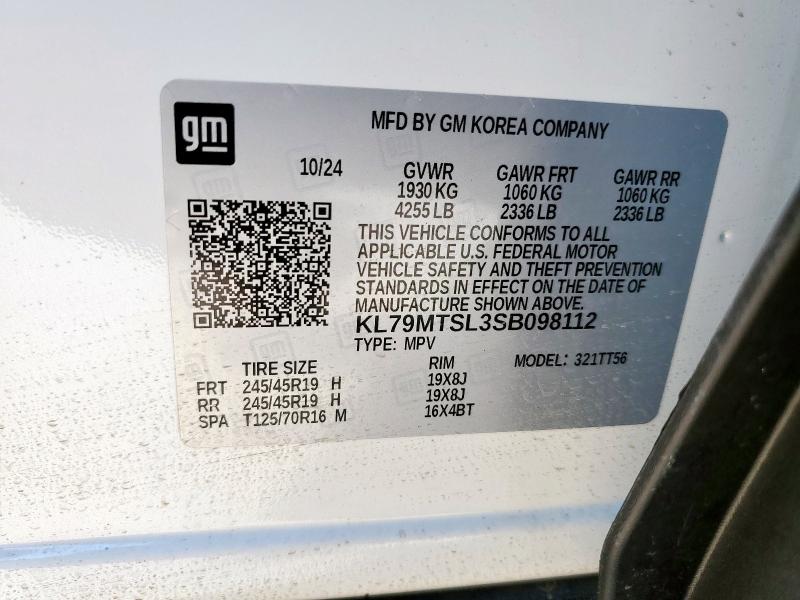 gm
MFD BY GM KOREA COMPANY
10/24 GVWR GAWR FRT GAWR RR
1930 KG 1060 KG 1060 KG
4255 LB 2336 LB 2336 LB
THIS VEHICLE CONFORMS TO ALL
APPLICABLE U.S. FEDERAL MOTOR
VEHICLE SAFETY AND THEFT PREVENTION
STANDARDS IN EFFECT ON THE DATE OF
MANUFACTURE SHOWN ABOVE.
KL79MTSL3SB098112
TYPE: MPV MODEL: 321TT56
TIRE SIZE RIM
FRT 245/45R19 H 19X8J
RR 245/45R19 H 19X8J
SPA T125/70R16 M 16X4BT